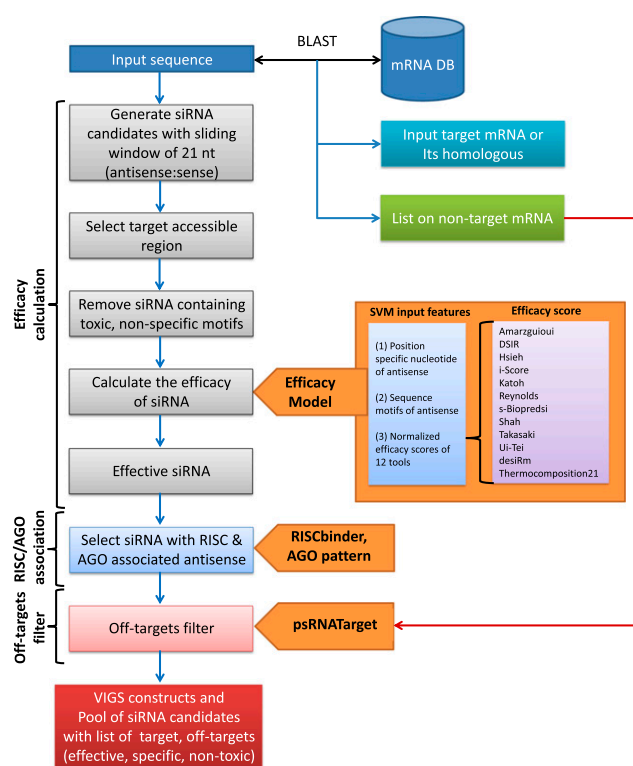 BLAST
Input sequence
mRNA DB
Generate siRNA
candidates with sliding
window of 21 nt
(antisense:sense)
Input target mRNA or
Its homologous
List on non-target mRNA
Select target accessible
region
Remove siRNA containing
toxic, non-specific motifs
Efficacy
calculation
Calculate the efficacy
of siRNA
Efficacy
Model
SVM input features
(1) Position
specific nucleotide
of antisense
(2) Sequence
motifs of antisense
(3) Normalized
efficacy scores of
12 tools
Efficacy score
Amarzguioui
DSIR
Hsieh
i-Score
Katoh
Reynolds
s-Biopredsi
Shah
Takasaki
Ui-Tei
desiRm
Thermocomposition21
Effective siRNA
RISC/AGO
association
Select siRNA with RISC &
AGO associated antisense
RISCbinder,
AGO pattern
Off-targets
filter
Off-targets filter
psRNATarget
VIGS constructs and
Pool of siRNA candidates
with list of target, off-targets
(effective, specific, non-toxic)